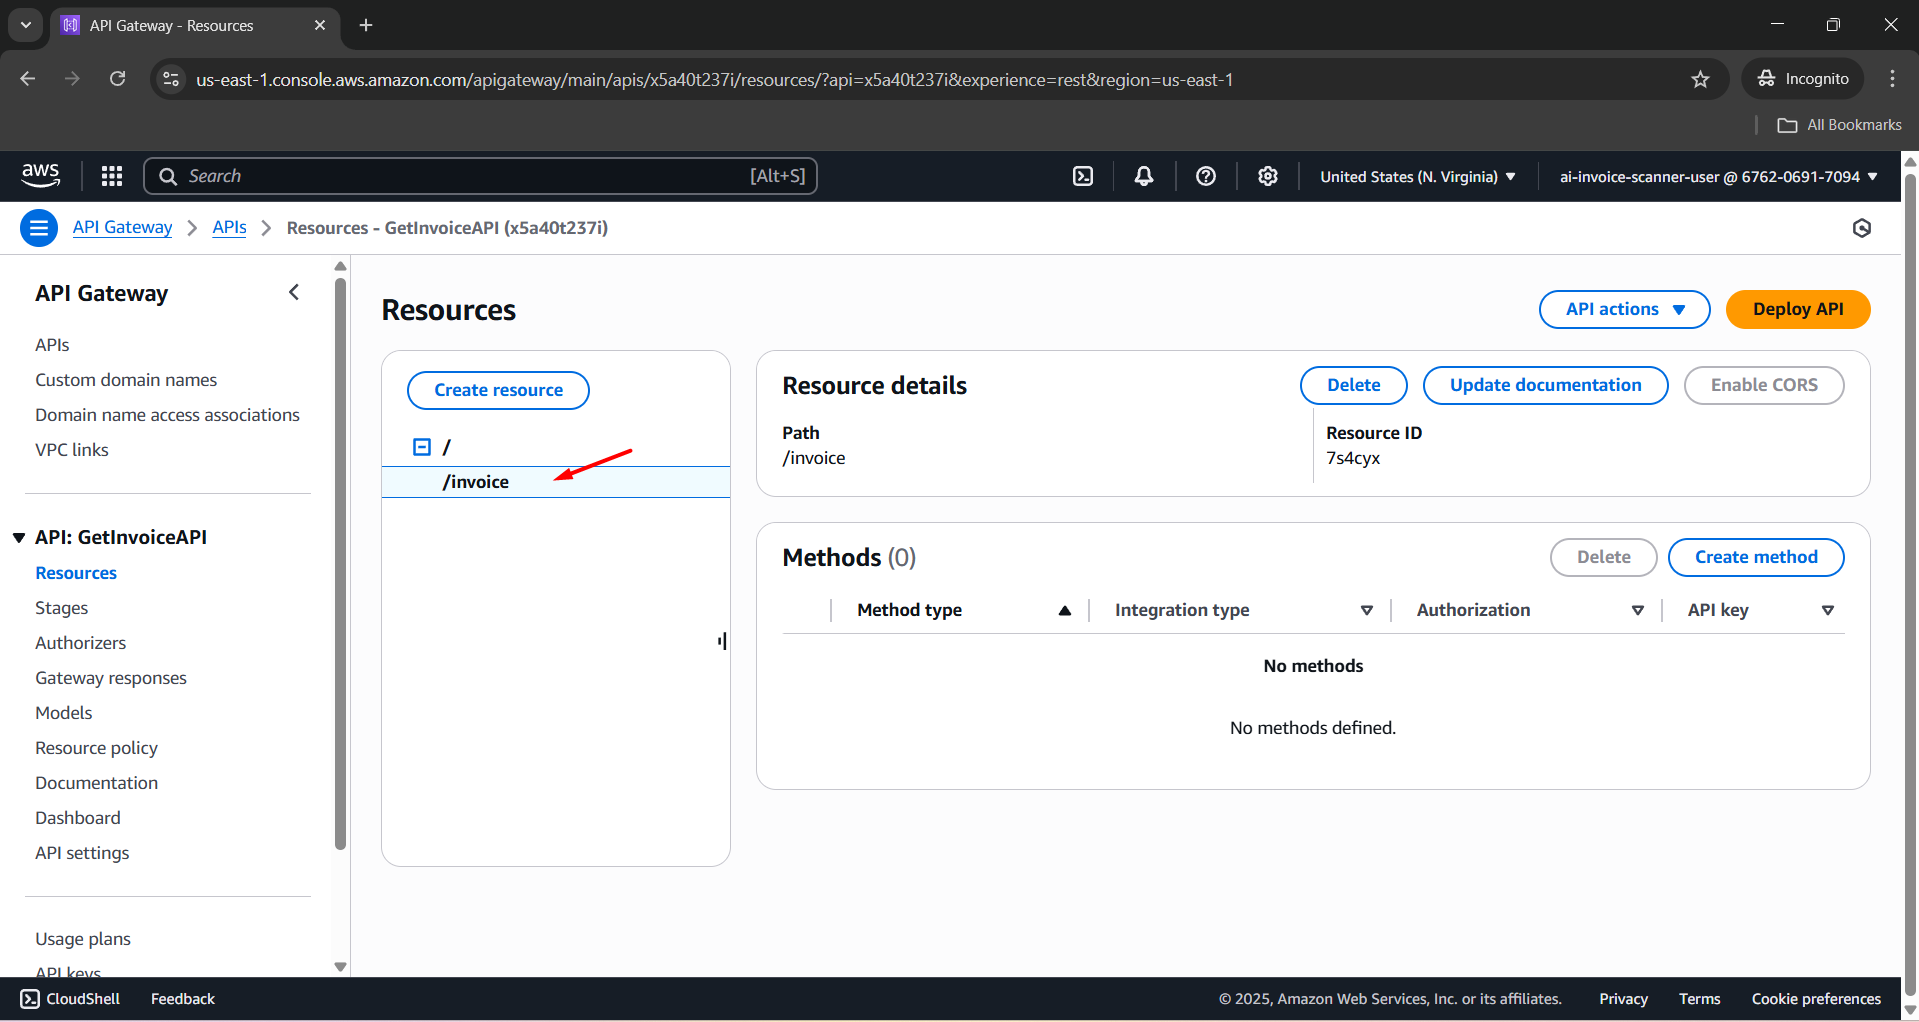 API Gateway - Resources
us-east-1.console.aws.amazon.com/apigateway/main/apis/x5a40t237i/resources/?api=x5a40t237i&experience=rest&region=us-east-1
Incognito
All Bookmarks
aws
Search
[Alt+S]
United States (N. Virginia)
ai-invoice-scanner-user @ 6762-0691-7094
API Gateway
APIs
Resources - GetInvoiceAPI (x5a40t237i)
API Gateway
APIs
Custom domain names
Domain name access associations
VPC links
API: GetInvoiceAPI
Resources
Stages
Authorizers
Gateway responses
Models
Resource policy
Documentation
Dashboard
API settings
Usage plans
API keys
Resources
API actions
Deploy API
Create resource
/
/invoice
Resource details
Delete
Update documentation
Enable CORS
Path
/invoice
Resource ID
7s4cyx
Methods (0)
Delete
Create method
Method type
Integration type
Authorization
API key
No methods
No methods defined.
CloudShell
Feedback
© 2025, Amazon Web Services, Inc. or its affiliates.
Privacy
Terms
Cookie preferences